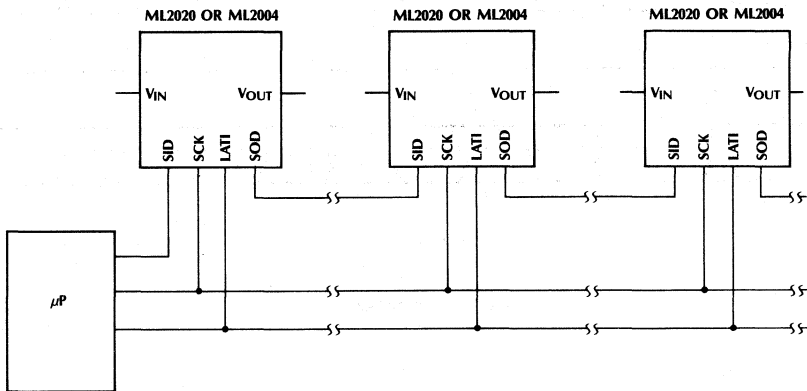 ML2020 OR ML2004 ML2020 OR ML2004 ML2020 OR ML2004
VIN VOUT VIN VOUT VIN VOUT
SID SCK LATI SOD SID SCK LATI SOD SID SCK LATI SOD
μP